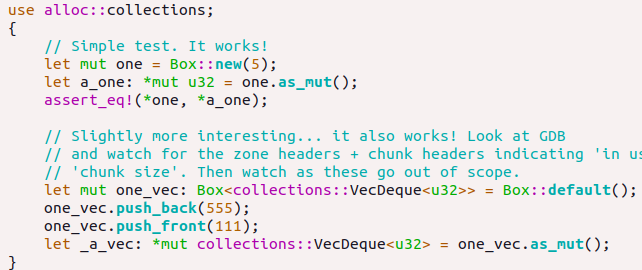 use alloc::collections;
{
    // Simple test. It works!
    let mut one = Box::new(5);
    let a_one: *mut u32 = one.as_mut();
    assert_eq!(*one, *a_one);

    // Slightly more interesting... it also works! Look at GDB
    // and watch for the zone headers + chunk headers indicating 'in us
    // 'chunk size'. Then watch as these go out of scope.
    let mut one_vec: Box<collections::VecDeque<u32>> = Box::default();
    one_vec.push_back(555);
    one_vec.push_front(111);
    let _a_vec: *mut collections::VecDeque<u32> = one_vec.as_mut();
}